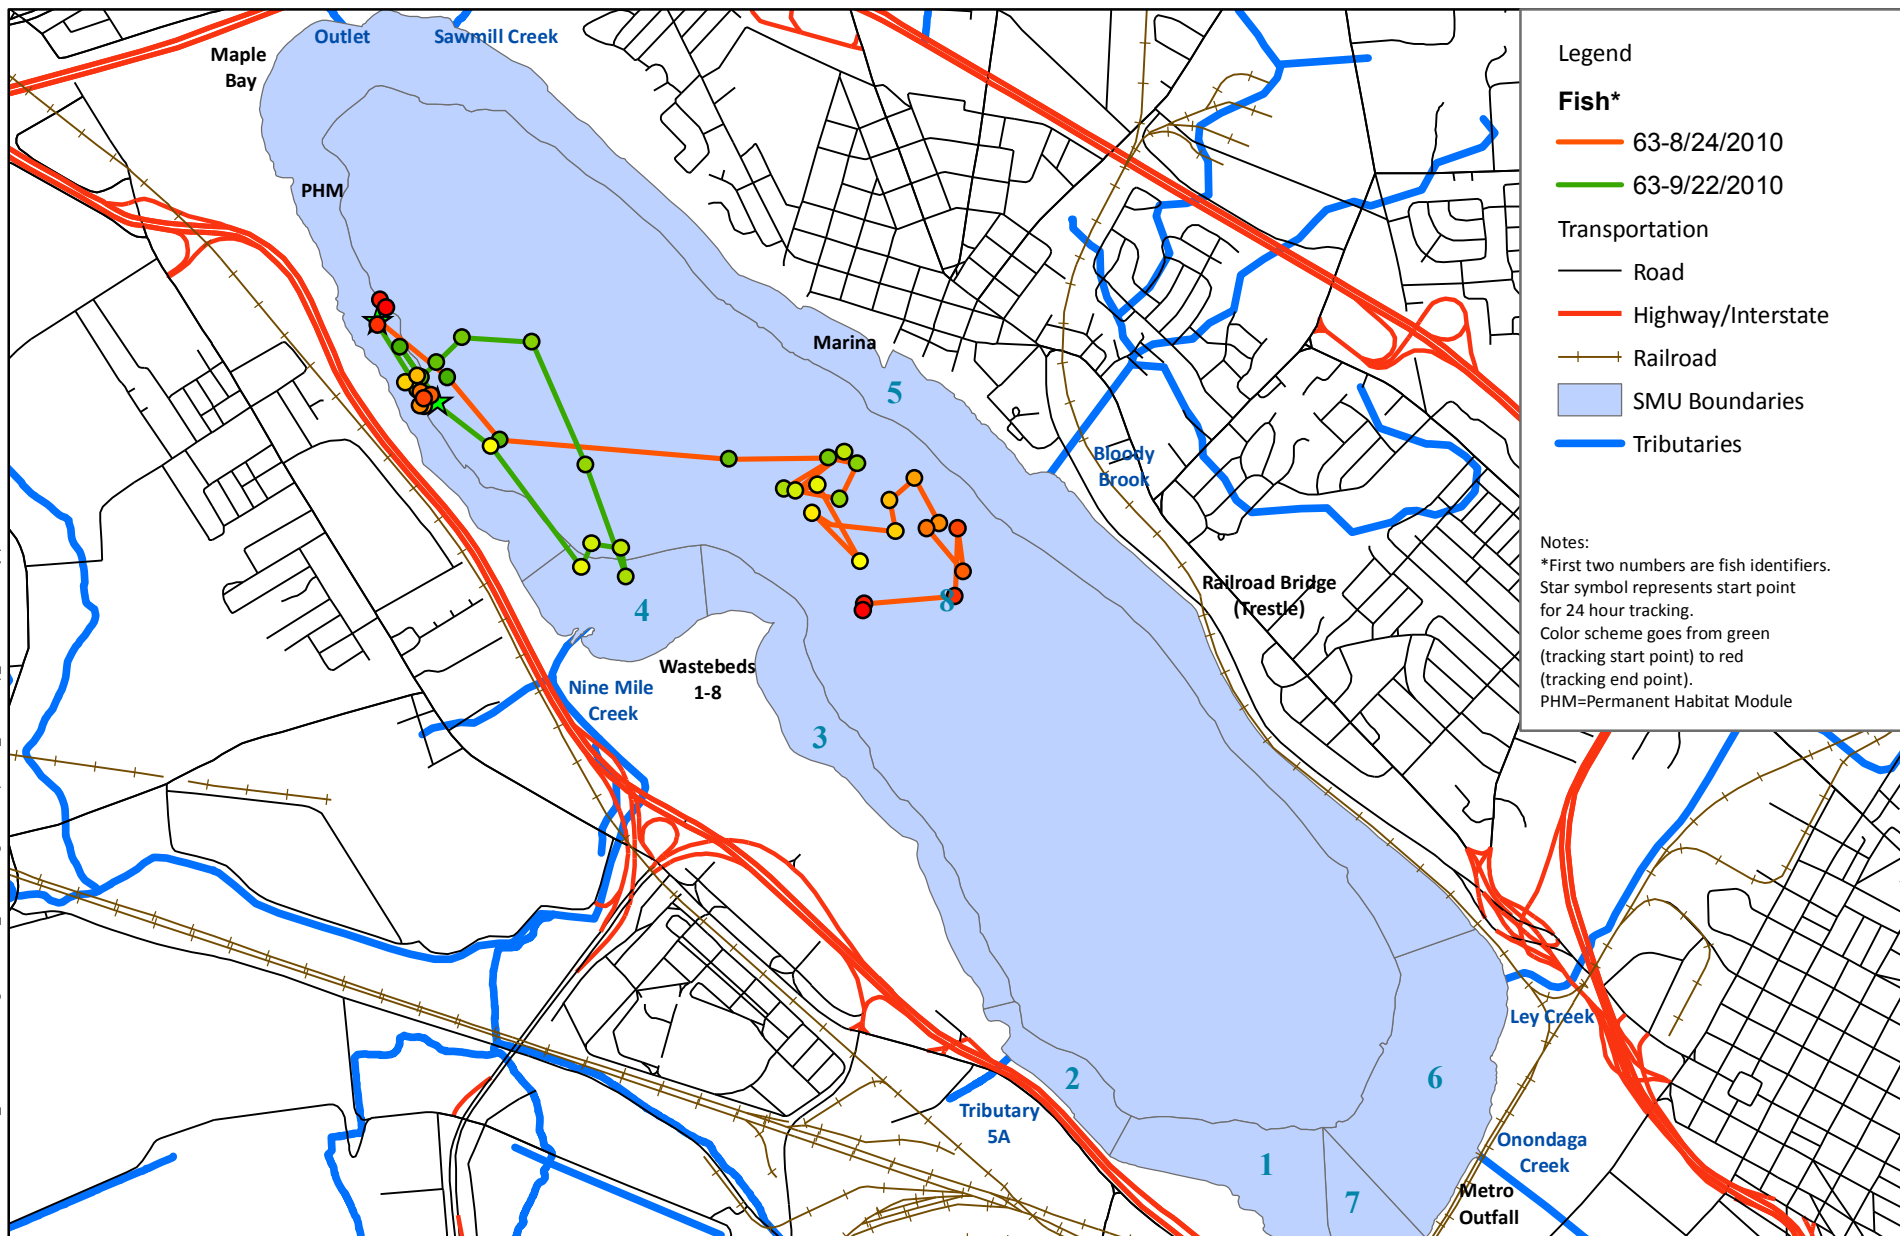 Outlet
Sawmill Creek
Maple
Bay
PHM
Marina
5
Bloody
Brook
Railroad Bridge
(Trestle)
8
4
Wastebeds
1-8
Nine Mile
Creek
3
Ley Creek
2
6
Tributary
5A
Onondaga
Creek
1
7
Metro
Outfall
Legend
Fish*
63-8/24/2010
63-9/22/2010
Transportation
Road
Highway/Interstate
Railroad
SMU Boundaries
Tributaries
Notes:
*First two numbers are fish identifiers.
Star symbol represents start point
for 24 hour tracking.
Color scheme goes from green
(tracking start point) to red
(tracking end point).
PHM=Permanent Habitat Module